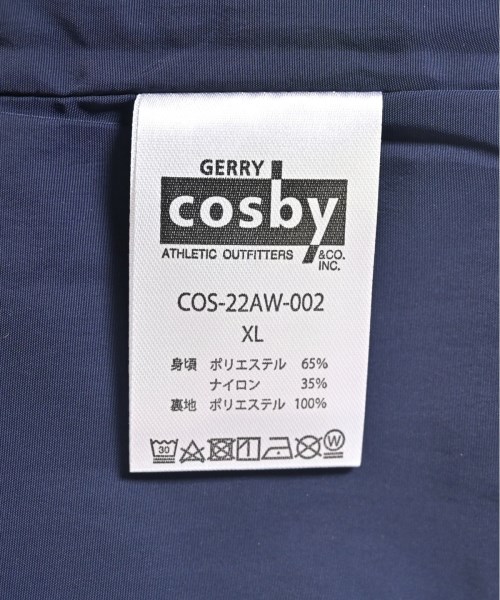 GERRY
cosby
ATHLETIC OUTFITTERS &CO. INC.
COS-22AW-002
XL
身頃 ポリエステル 65%
ナイロン 35%
裏地 ポリエステル 100%
30 W